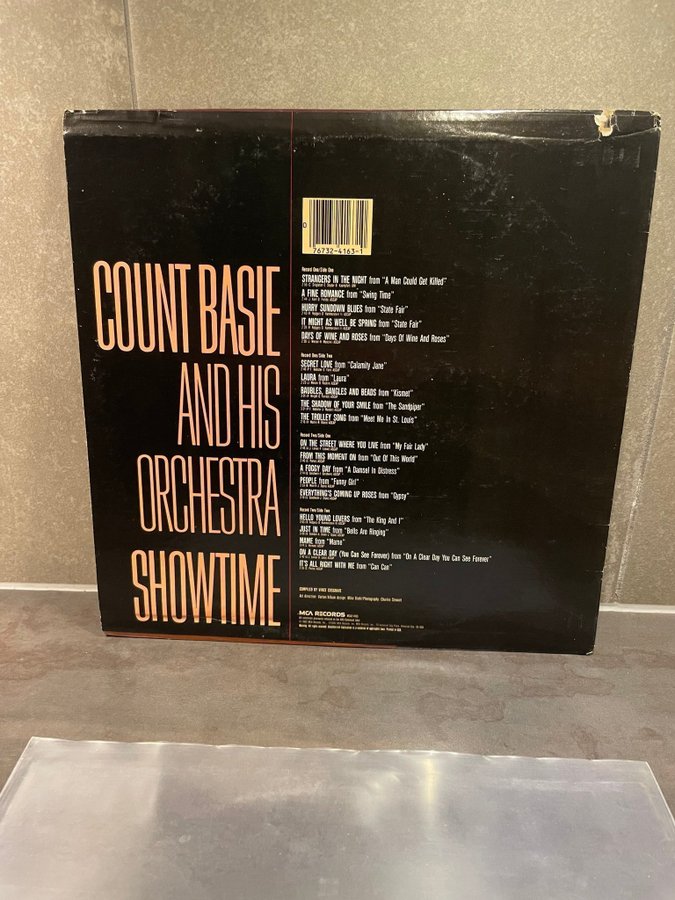 COUNT BASIE
AND HIS
ORCHESTRA
SHOWTIME
0
76732-4163-1
Record One/Side One
STRANGERS IN THE NIGHT from "A Man Could Get Killed"
A FINE ROMANCE from "Swing Time"
HURRY SUNDOWN BLUES from "State Fair"
IT MIGHT AS WELL BE SPRING from "State Fair"
DAYS OF WINE AND ROSES from "Days Of Wine And Roses"
Record One/Side Two
SECRET LOVE from "Calamity Jane"
LAURA from "Laura"
BAUBLES, BANGLES AND BEADS from "Kismet"
THE SHADOW OF YOUR SMILE from "The Sandpiper"
THE TROLLEY SONG from "Meet Me In St. Louis"
Record Two/Side One
ON THE STREET WHERE YOU LIVE from "My Fair Lady"
FROM THIS MOMENT ON from "Out Of This World"
A FOGGY DAY from "A Damsel In Distress"
PEOPLE from "Funny Girl"
EVERYTHING'S COMING UP ROSES from "Gypsy"
Record Two/Side Two
HELLO YOUNG LOVERS from "The King And I"
JUST IN TIME from "Bells Are Ringing"
MAME from "Mame"
ON A CLEAR DAY (You Can See Forever) from "On A Clear Day You Can See Forever"
IT'S ALL RIGHT WITH ME from "Can Can"
COMPILED BY
MCA RECORDS